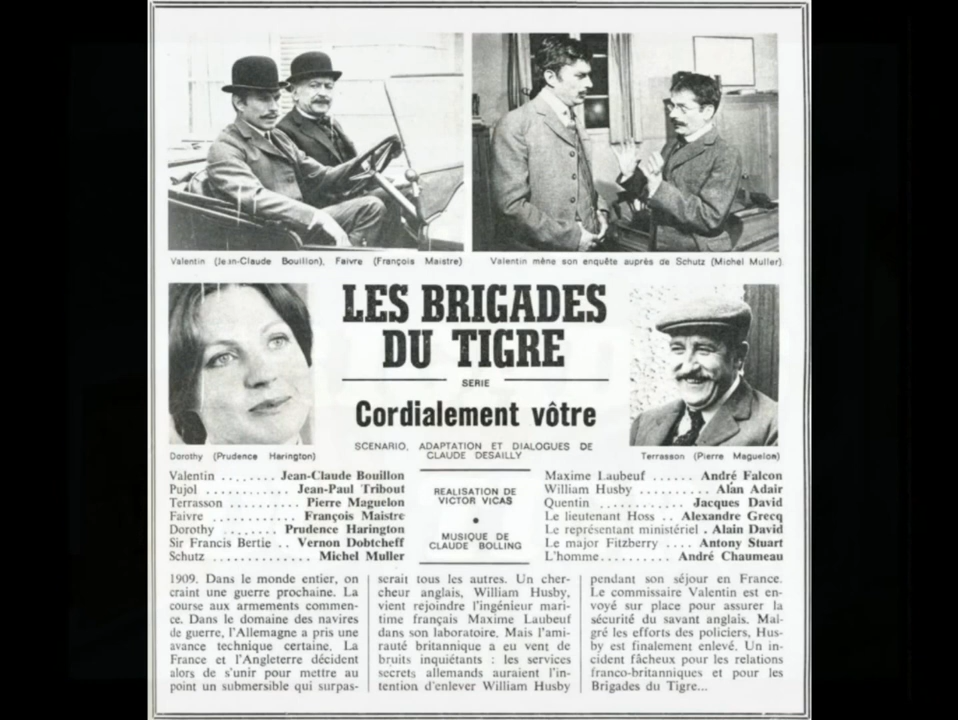 Valentin (Jean-Claude Bouillon), Faivre (François Maistre)
Valentin mène son enquête auprès de Schutz (Michel Muller).
LES BRIGADES
DU TIGRE
SERIE
Cordialement vôtre
SCENARIO, ADAPTATION ET DIALOGUES DE
CLAUDE DESAILLY
Dorothy (Prudence Harington)
Terrasson (Pierre Maguelon)
Valentin ........ Jean-Claude Bouillon
Pujol ............ Jean-Paul Tribout
Terrasson .......... Pierre Maguelon
Faivre .......... François Maistre
Dorothy ........ Prudence Harington
Sir Francis Bertie .. Vernon Dobtcheff
Schutz ............. Michel Muller
REALISATION DE
VICTOR VICAS
•
MUSIQUE DE
CLAUDE BOLLING
Maxime Laubeuf ...... André Falcon
William Husby .......... Alan Adair
Quentin ............ Jacques David
Le lieutenant Hoss .. Alexandre Grecq
Le représentant ministériel . Alain David
Le major Fitzberry .... Antony Stuart
L'homme.......... André Chaumeau
1909. Dans le monde entier, on
craint une guerre prochaine. La
course aux armements commen-
ce. Dans le domaine des navires
de guerre, l'Allemagne a pris une
avance technique certaine. La
France et l'Angleterre décident
alors de s'unir pour mettre au
point un submersible qui surpas-
serait tous les autres. Un cher-
cheur anglais, William Husby,
vient rejoindre l'ingénieur mari-
time français Maxime Laubeuf
dans son laboratoire. Mais l'ami-
rauté britannique a eu vent de
bruits inquiétants : les services
secrets allemands auraient l'in-
tention d'enlever William Husby
pendant son séjour en France.
Le commissaire Valentin est en-
voyé sur place pour assurer la
sécurité du savant anglais. Mal-
gré les efforts des policiers, Hus-
by est finalement enlevé. Un in-
cident fâcheux pour les relations
franco-britanniques et pour les
Brigades du Tigre...